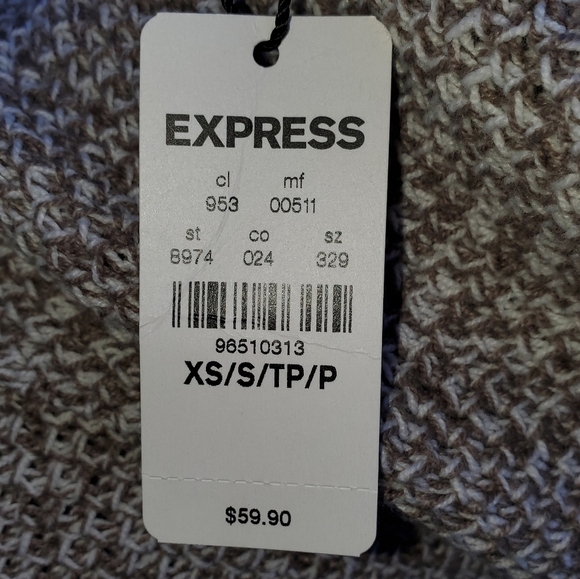 EXPRESS
cl mf
953 00511
st co sz
8974 024 329
96510313
XS/S/TP/P
$59.90